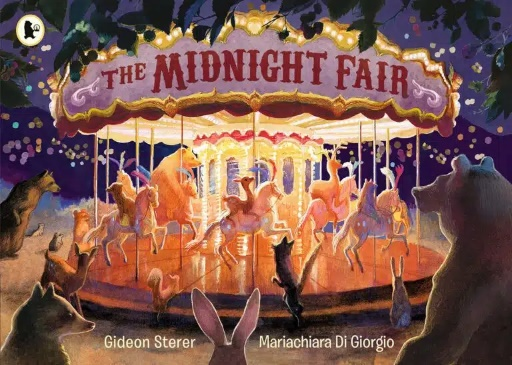 THE MIDNIGHT FAIR
Gideon Sterer
Mariachiara Di Giorgio